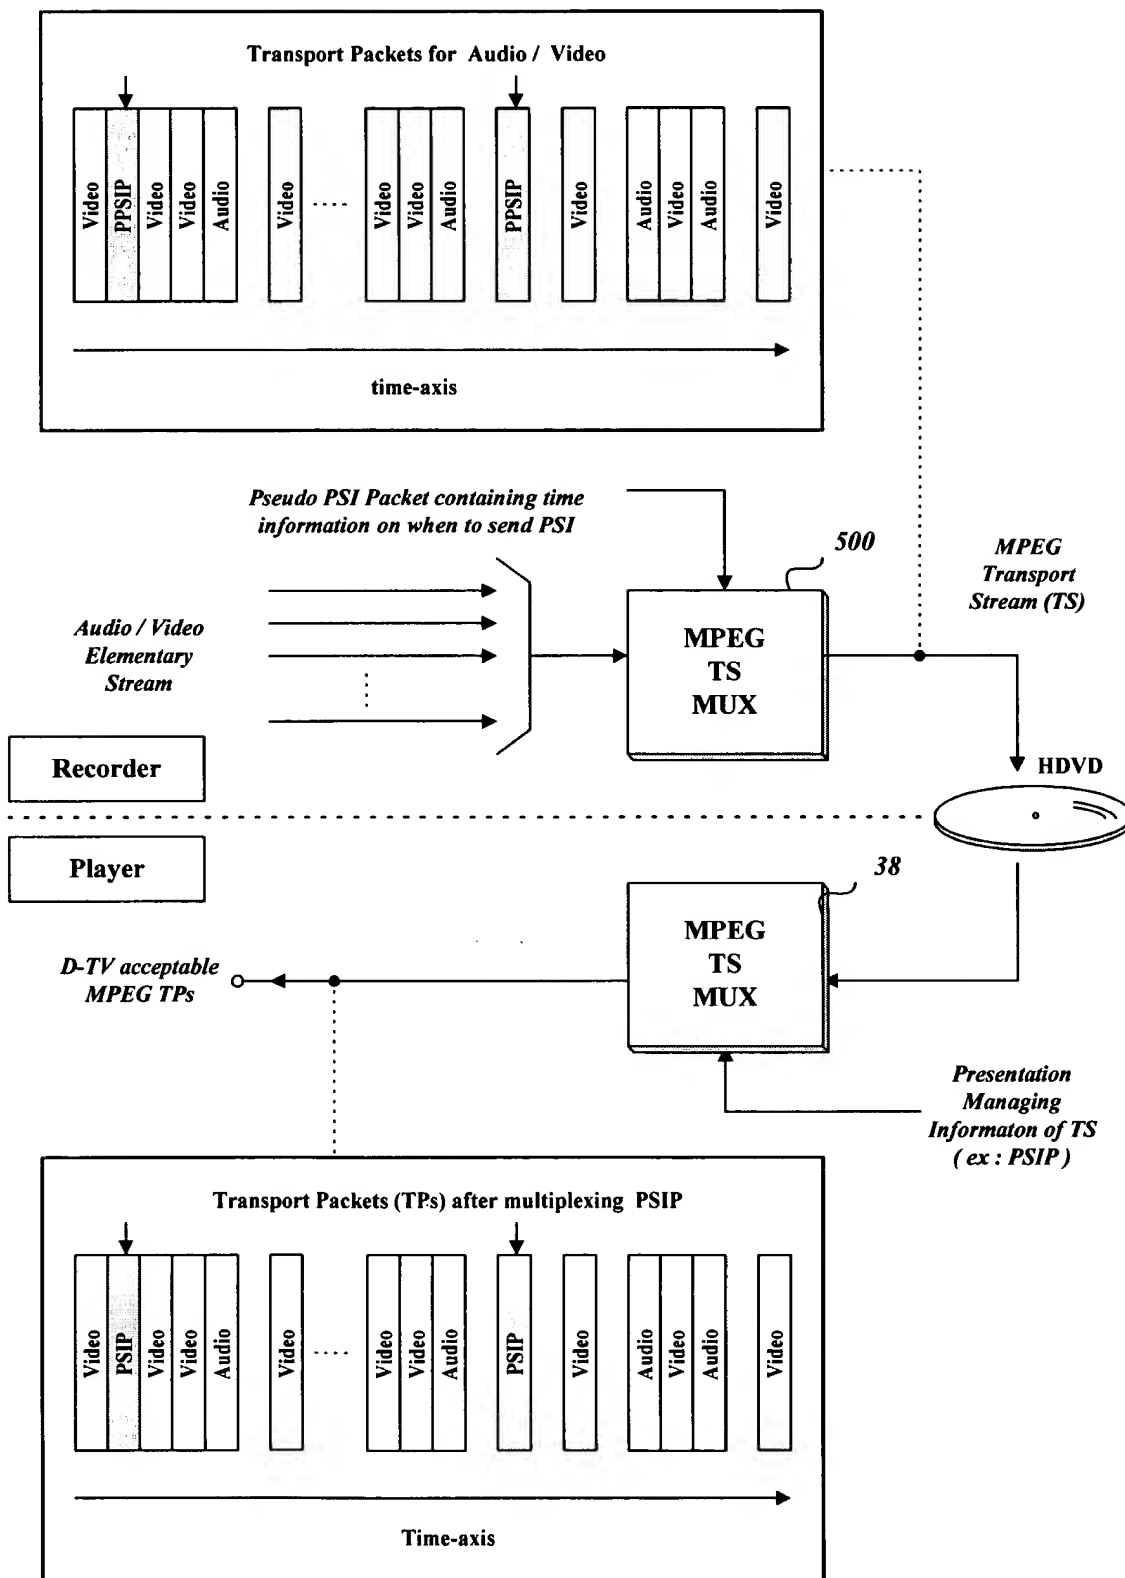 Transport Packets for Audio / Video
Video
PPSIP
Video
Video
Audio
Video
Video
Video
Audio
PPSIP
Video
Audio
Video
Audio
Video
time-axis
Pseudo PSI Packet containing time
information on when to send PSI
500
MPEG
Transport
Stream (TS)
Audio / Video
Elementary
Stream
MPEG
TS
MUX
Recorder
HDVD
Player
38
MPEG
TS
MUX
D-TV acceptable
MPEG TPs
Presentation
Managing
Informaton of TS
( ex : PSIP )
Transport Packets (TPs) after multiplexing PSIP
Video
PSIP
Video
Video
Audio
Video
Video
Video
Audio
PSIP
Video
Audio
Video
Audio
Video
Time-axis